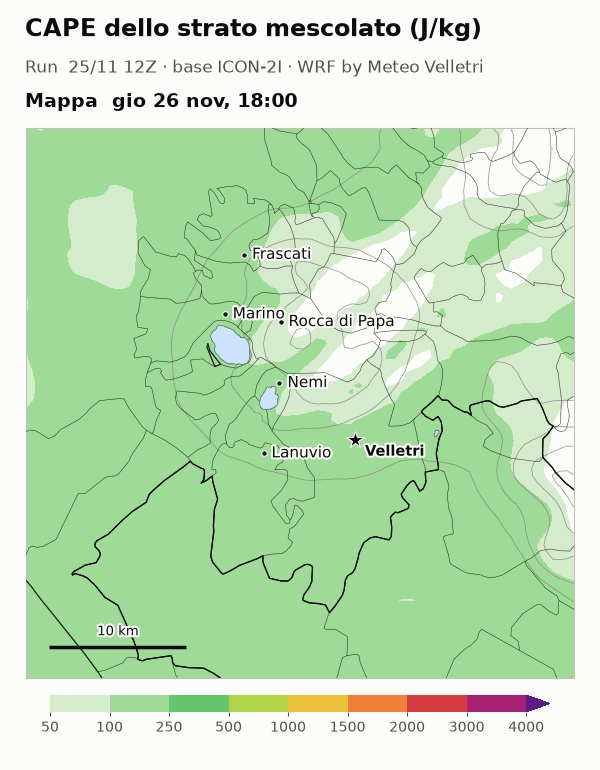 CAPE dello strato mescolato (J/kg)
Run  25/11 12Z · base ICON-2I · WRF by Meteo Velletri
Mappa  gio 26 nov, 18:00
Frascati
Marino
Rocca di Papa
Nemi
Velletri
Lanuvio
10 km
50 100 250 500 1000 1500 2000 3000 4000